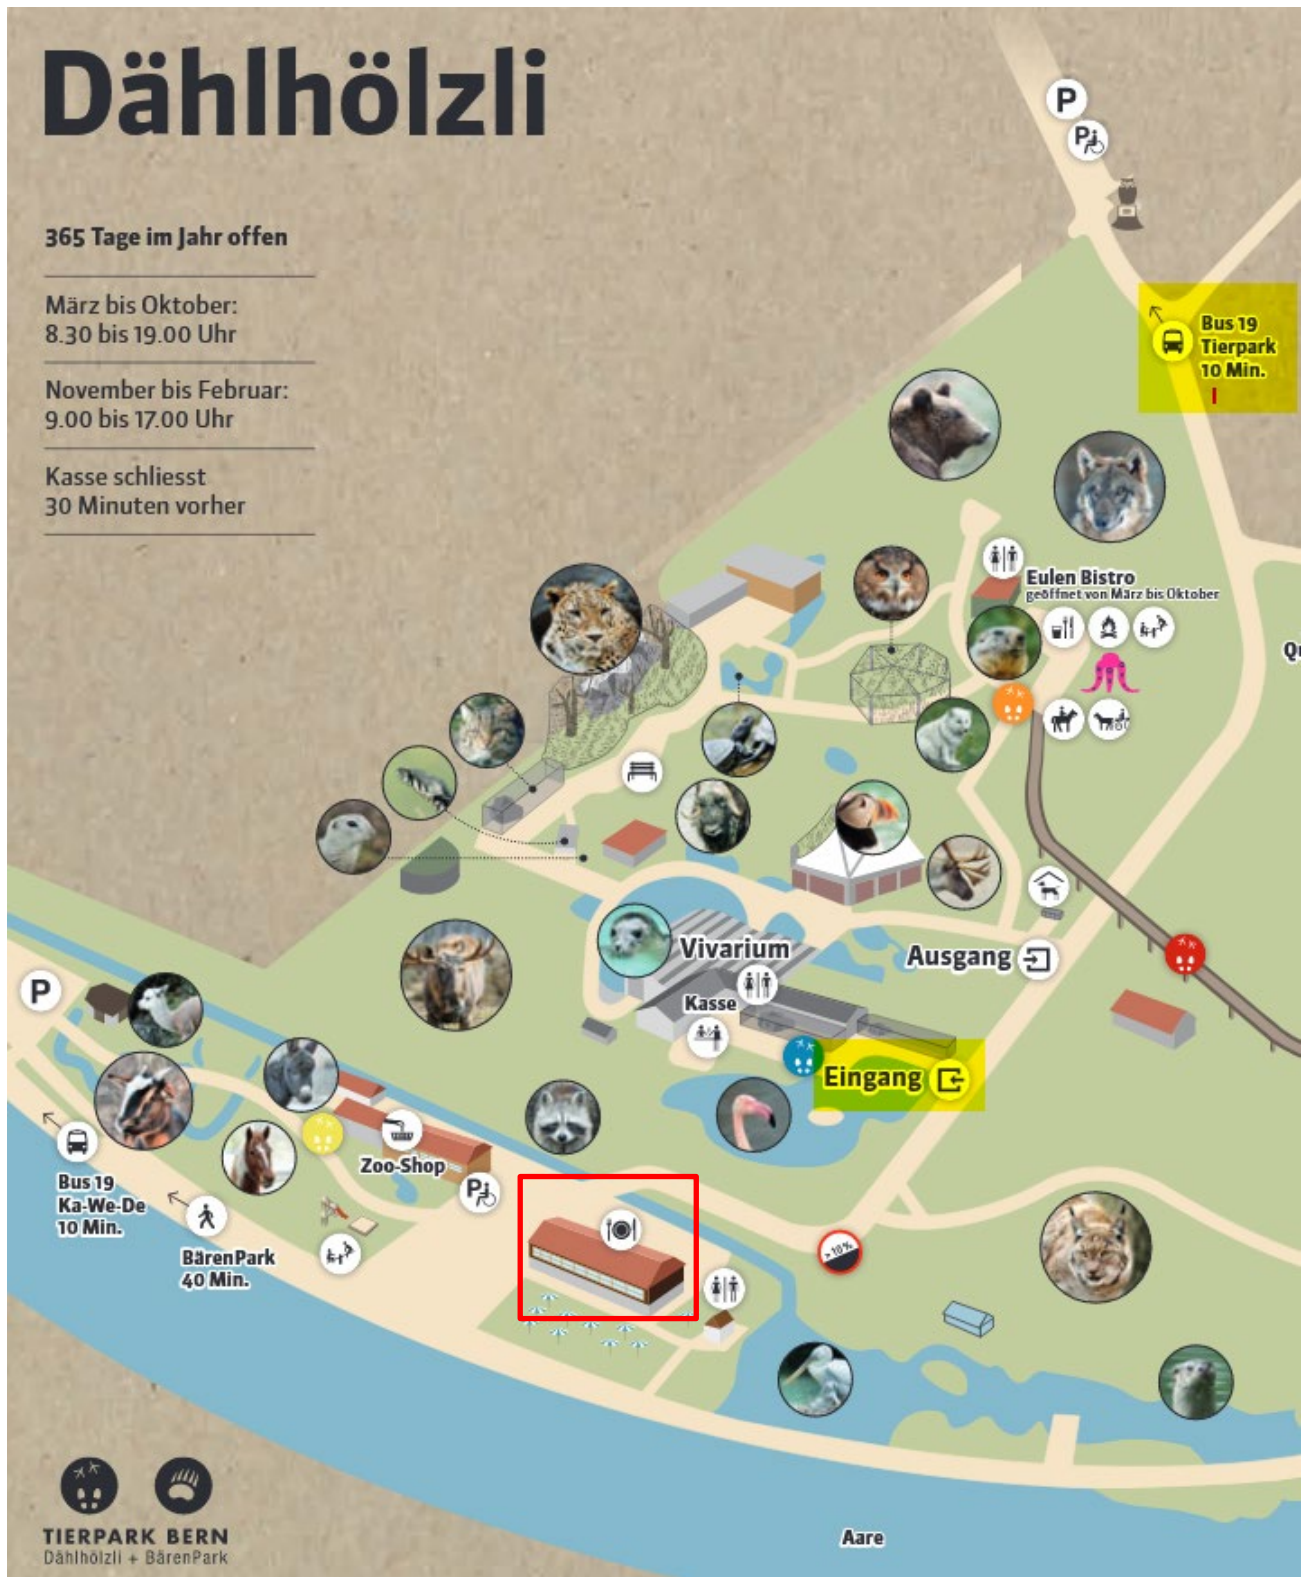 Dählhölzli
365 Tage im Jahr offen
März bis Oktober:
8.30 bis 19.00 Uhr
November bis Februar:
9.00 bis 17.00 Uhr
Kasse schliesst
30 Minuten vorher
P
P
Bus 19
Tierpark
10 Min.
Eulen Bistro
geöffnet von März bis Oktober
Vivarium
Kasse
Ausgang
Eingang
P
Zoo-Shop
P
Bus 19
Ka-We-De
10 Min.
BärenPark
40 Min.
>10%
Aare
TIERPARK BERN
Dählhölzli + BärenPark